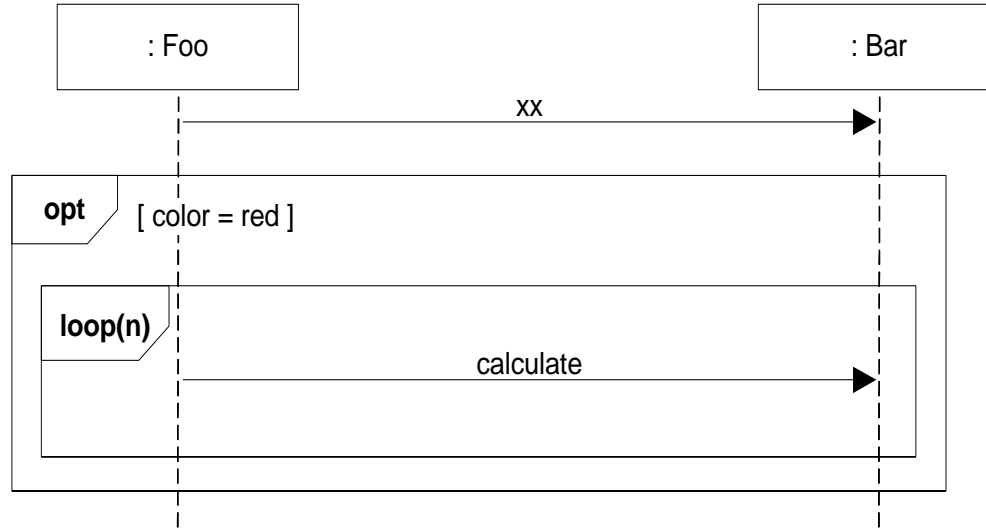 : Foo
: Bar
xx
opt
[ color = red ]
loop(n)
calculate